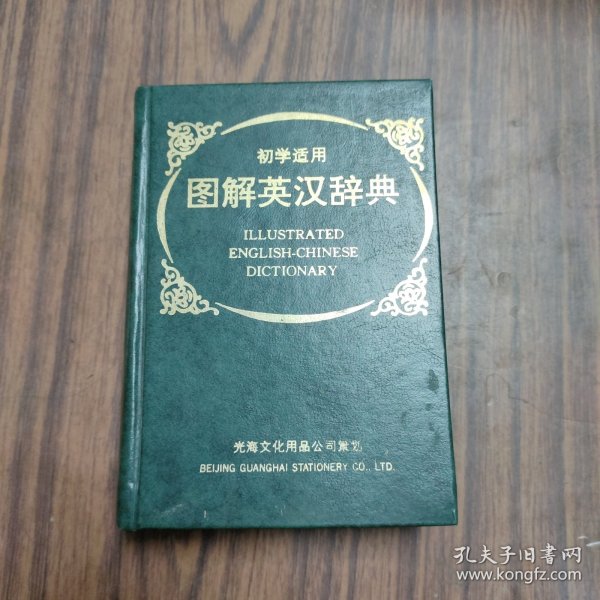 初学适用
图解英汉辞典
ILLUSTRATED
ENGLISH-CHINESE
DICTIONARY
光海文化用品公司策划
BEIJING GUANGHAI STATIONERY CO., LTD.
孔夫子旧书网
www.kongfz.com